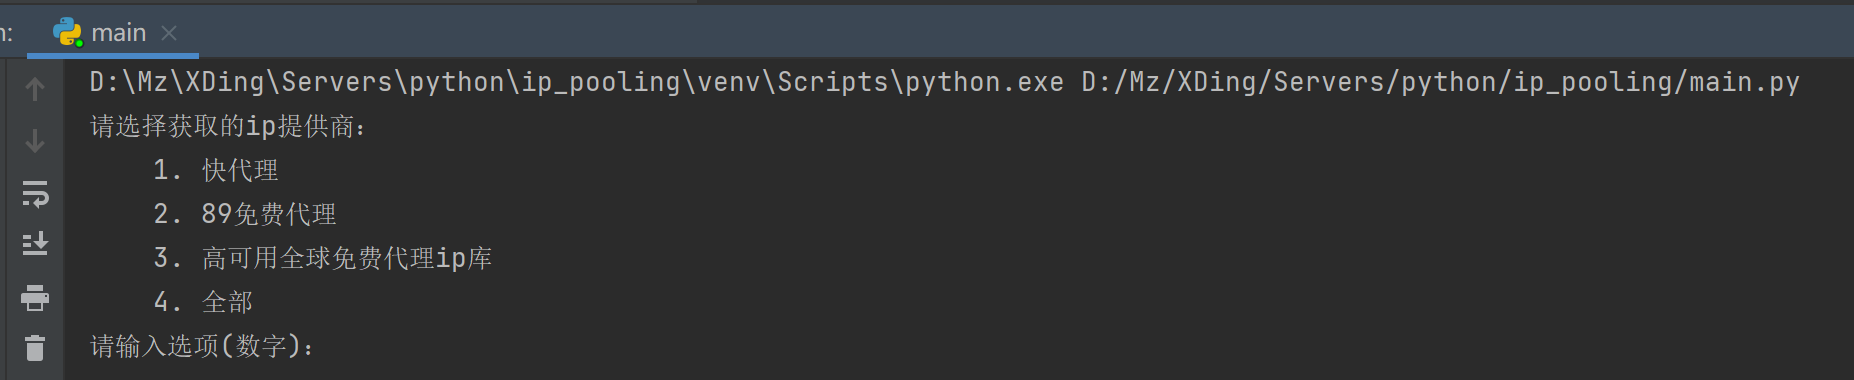 n:
main
D:\Mz\XDing\Servers\python\ip_pooling\venv\Scripts\python.exe D:/Mz/XDing/Servers/python/ip_pooling/main.py
请选择获取的ip提供商：
1. 快代理
2. 89免费代理
3. 高可用全球免费代理ip库
4. 全部
请输入选项(数字)：